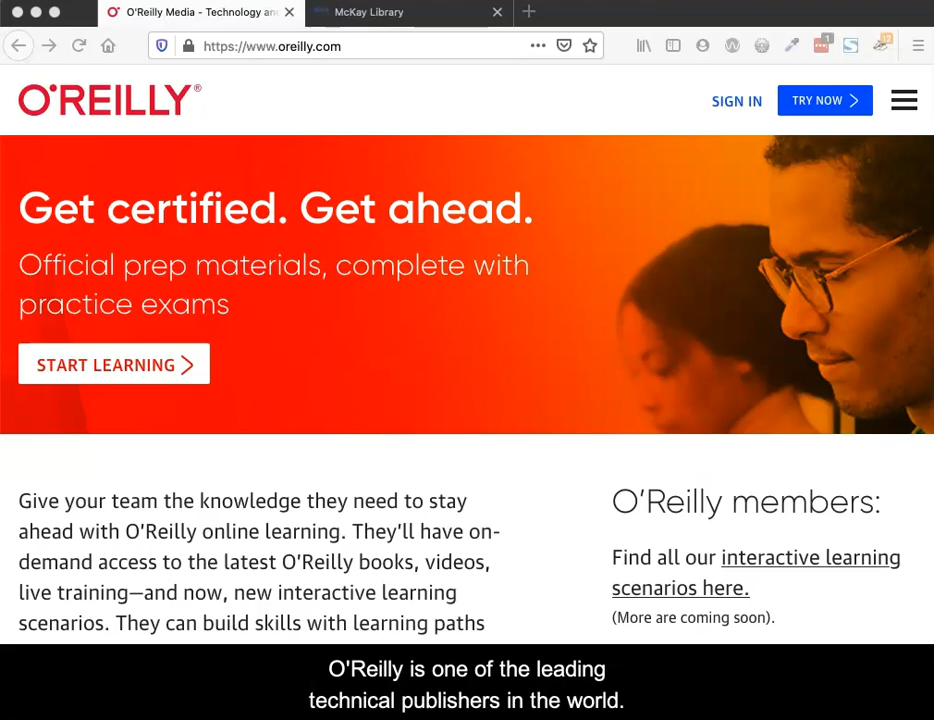 O'Reilly Media - Technology an
McKay Library
https://www.oreilly.com
1
12
O'REILLY®
SIGN IN
TRY NOW
Get certified. Get ahead.
Official prep materials, complete with
practice exams
START LEARNING
Give your team the knowledge they need to stay
ahead with O'Reilly online learning. They'll have on-
demand access to the latest O'Reilly books, videos,
live training—and now, new interactive learning
scenarios. They can build skills with learning paths
O'Reilly members:
Find all our interactive learning
scenarios here.
(More are coming soon).
O'Reilly is one of the leading
technical publishers in the world.